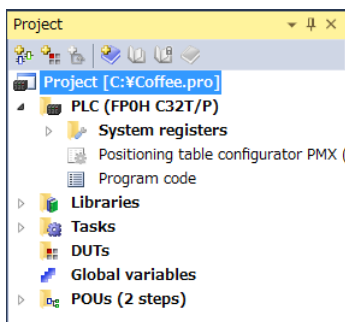 Project
Project [C:¥Coffee.pro]
PLC (FP0H C32T/P)
System registers
Positioning table configurator PMX (
Program code
Libraries
Tasks
DUTs
Global variables
POUs (2 steps)